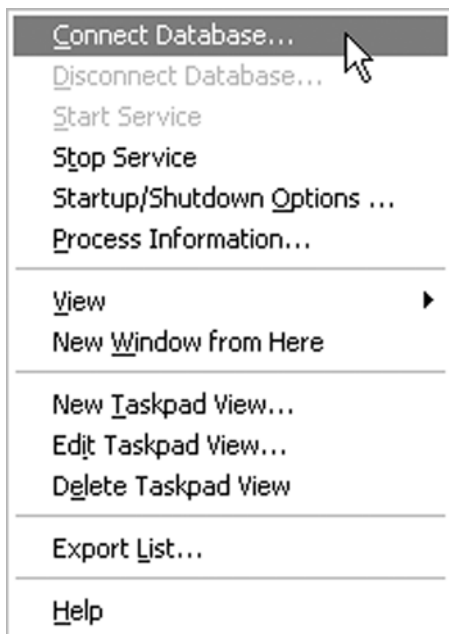 Connect Database...
Disconnect Database...
Start Service
Stop Service
Startup/Shutdown Options ...
Process Information...
View
New Window from Here
New Taskpad View...
Edit Taskpad View...
Delete Taskpad View
Export List...
Help